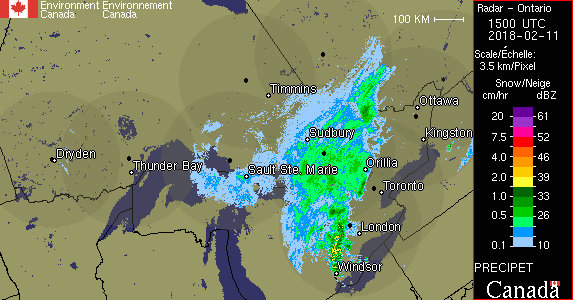 Environment Environnement
Canada Canada
100 KM
Radar - Ontario
1500 UTC
2018-02-11
Scale/Échelle:
3.5 km/Pixel
Snow/Neige
cm/hr dBZ
20 61
7.5 52
4.0 46
2.0 39
1.0 33
0.5 26
0.1 10
PRECIPET
Canada
Timmins
Ottawa
Sudbury
Kingston
Dryden
Thunder Bay
Sault Ste. Marie
Orillia
Toronto
London
Windsor